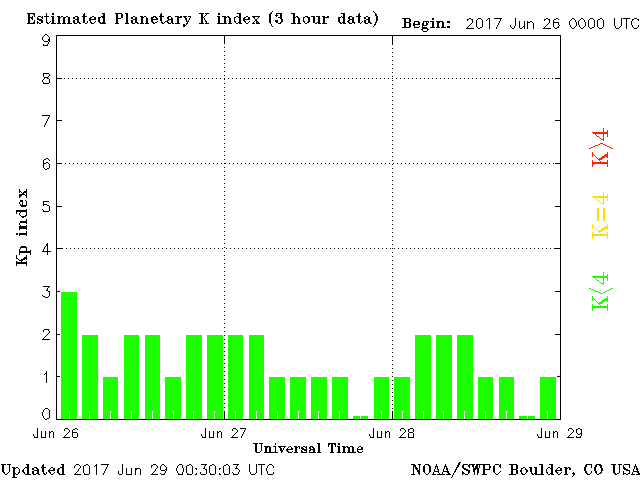 Estimated Planetary K index (3 hour data) Begin: 2017 Jun 26 0000 UTC
9
8
7
6
5
4
3
2
1
0
Kp index
K>4
K=4
K<4
Jun 26 Jun 27 Jun 28 Jun 29
Universal Time
Updated 2017 Jun 29 00:30:03 UTC NOAA/SWPC Boulder, CO USA